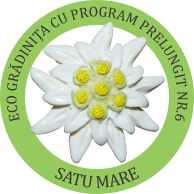 ECO GRĂDINIȚA CU PROGRAM PRELUNGIT NR.6
SATU MARE